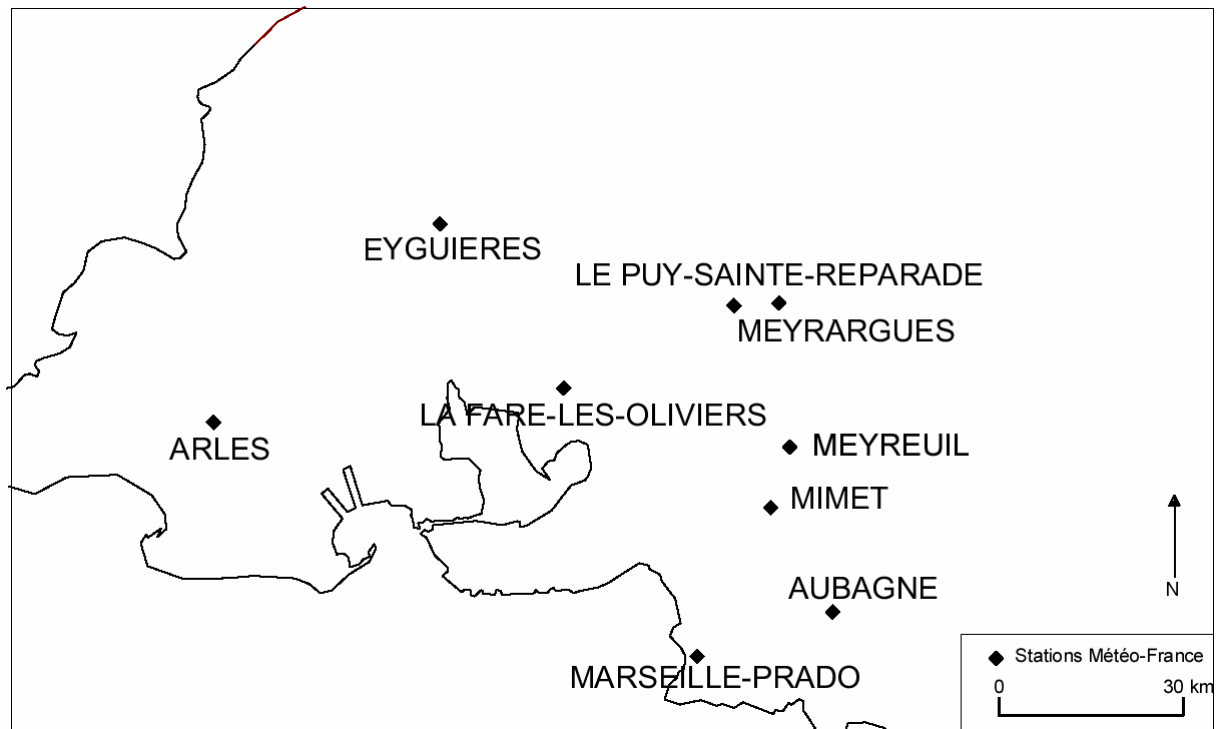 EYGUIERES
LE PUY-SAINTE-REPARADE
MEYRARGUES
LA FARE-LES-OLIVIERS
ARLES
MEYREUIL
MIMET
AUBAGNE
MARSEILLE-PRADO
N
Stations Météo-France
0 30 km